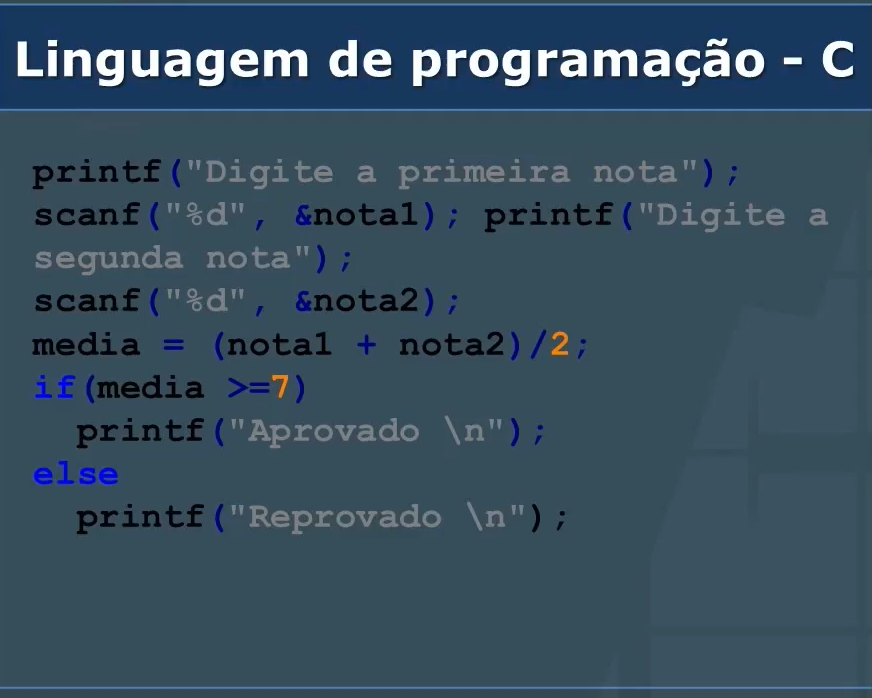 Linguagem de programação - C
printf("Digite a primeira nota");
scanf("%d", &nota1); printf("Digite a
segunda nota");
scanf("%d", &nota2);
media = (nota1 + nota2)/2;
if(media >=7)
  printf("Aprovado \n");
else
  printf("Reprovado \n");